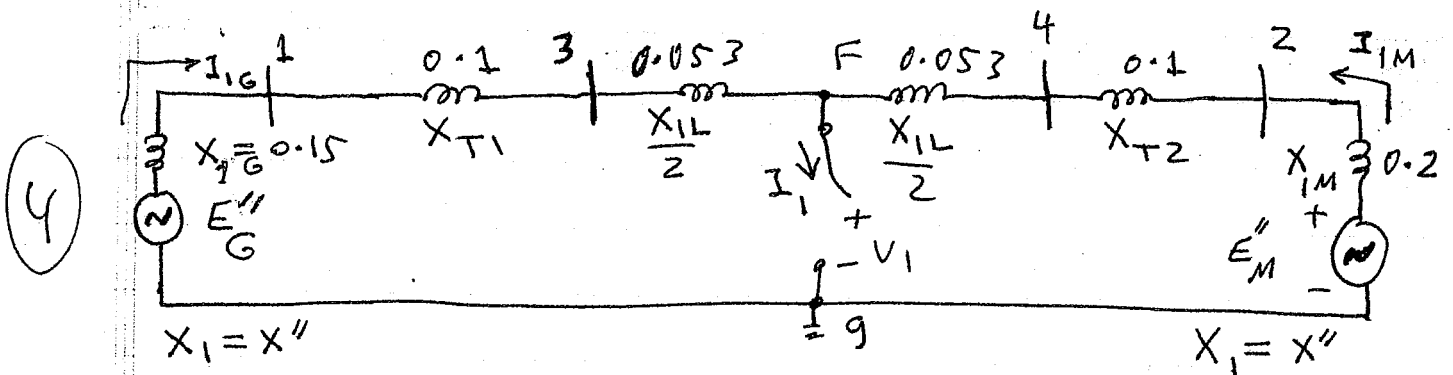 I1G 1 0.1 3 0.053 F 0.053 4 0.1 2 I1M
XT1 X1L/2 X1L/2 XT2
4 X1G = 0.15 I1 X1M 0.2
~ E"G + E"M + ~
- V1 -
g
X1 = X" X1 = X"